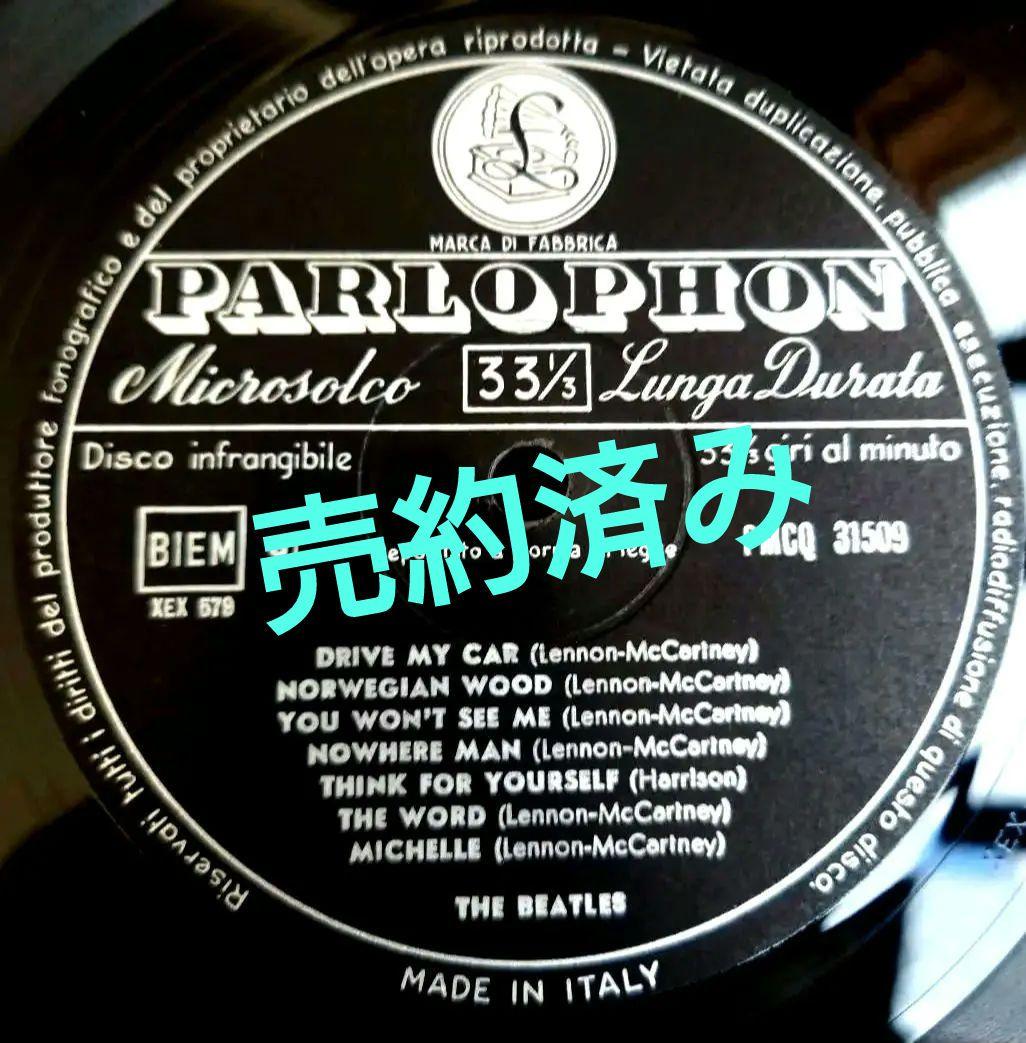 Riservati tutti i diritti del produttore fonografico e del proprietario dell'opera riprodotta – Vietata duplicazione, pubblica esecuzione, radiodiffusione di questo disco.
L
MARCA DI FABBRICA
PARLOPHON
Microsolco 33⅓ Lunga Durata
Disco infrangibile 33⅓ giri al minuto
売約済み
BIEM
PMCQ 31509
XEX 579
DRIVE MY CAR (Lennon-McCartney)
NORWEGIAN WOOD (Lennon-McCartney)
YOU WON'T SEE ME (Lennon-McCartney)
NOWHERE MAN (Lennon-McCartney)
THINK FOR YOURSELF (Harrison)
THE WORD (Lennon-McCartney)
MICHELLE (Lennon-McCartney)
THE BEATLES
MADE IN ITALY